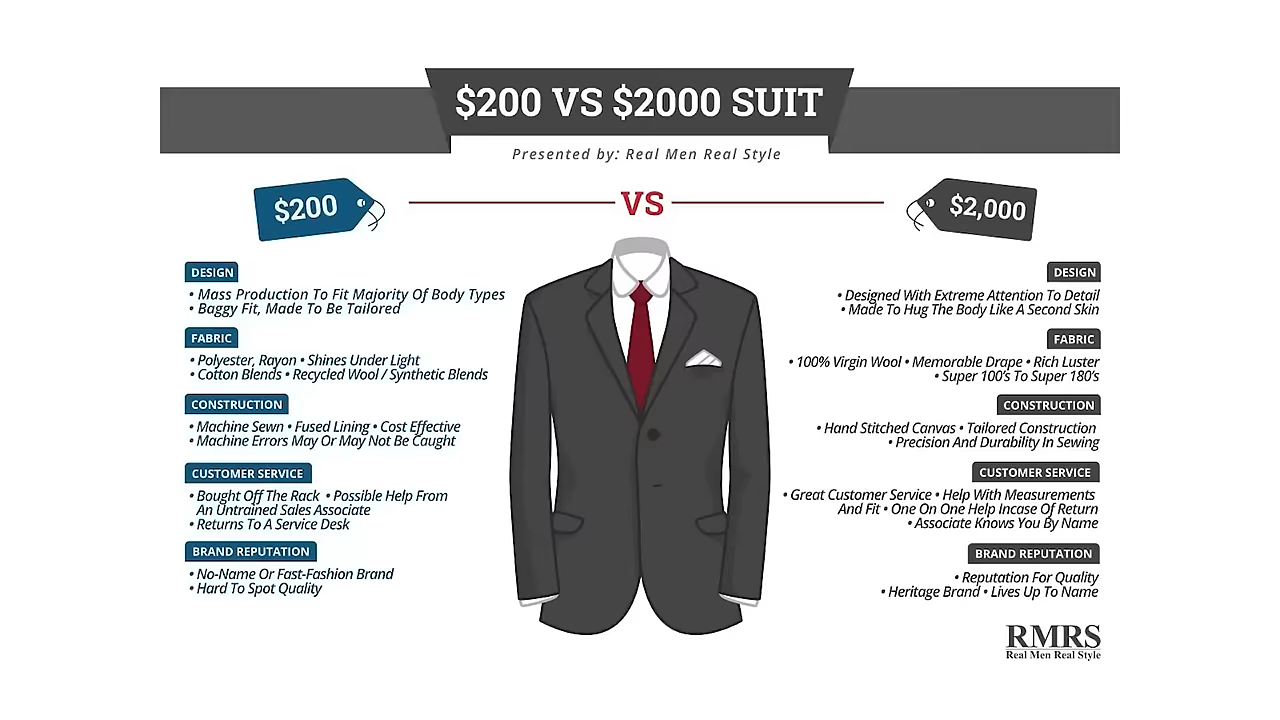 $200 VS $2000 SUIT
Presented by: Real Men Real Style
$200
VS
$2,000
DESIGN
• Mass Production To Fit Majority Of Body Types
• Baggy Fit, Made To Be Tailored
FABRIC
• Polyester, Rayon • Shines Under Light
• Cotton Blends • Recycled Wool / Synthetic Blends
CONSTRUCTION
• Machine Sewn • Fused Lining • Cost Effective
• Machine Errors May Or May Not Be Caught
CUSTOMER SERVICE
• Bought Off The Rack • Possible Help From
An Untrained Sales Associate
• Returns To A Service Desk
BRAND REPUTATION
• No-Name Or Fast-Fashion Brand
• Hard To Spot Quality
DESIGN
• Designed With Extreme Attention To Detail
• Made To Hug The Body Like A Second Skin
FABRIC
• 100% Virgin Wool • Memorable Drape • Rich Luster
• Super 100's To Super 180's
CONSTRUCTION
• Hand Stitched Canvas • Tailored Construction
• Precision And Durability In Sewing
CUSTOMER SERVICE
• Great Customer Service • Help With Measurements
And Fit • One On One Help Incase Of Return
• Associate Knows You By Name
BRAND REPUTATION
• Reputation For Quality
• Heritage Brand • Lives Up To Name
RMRS
Real Men Real Style